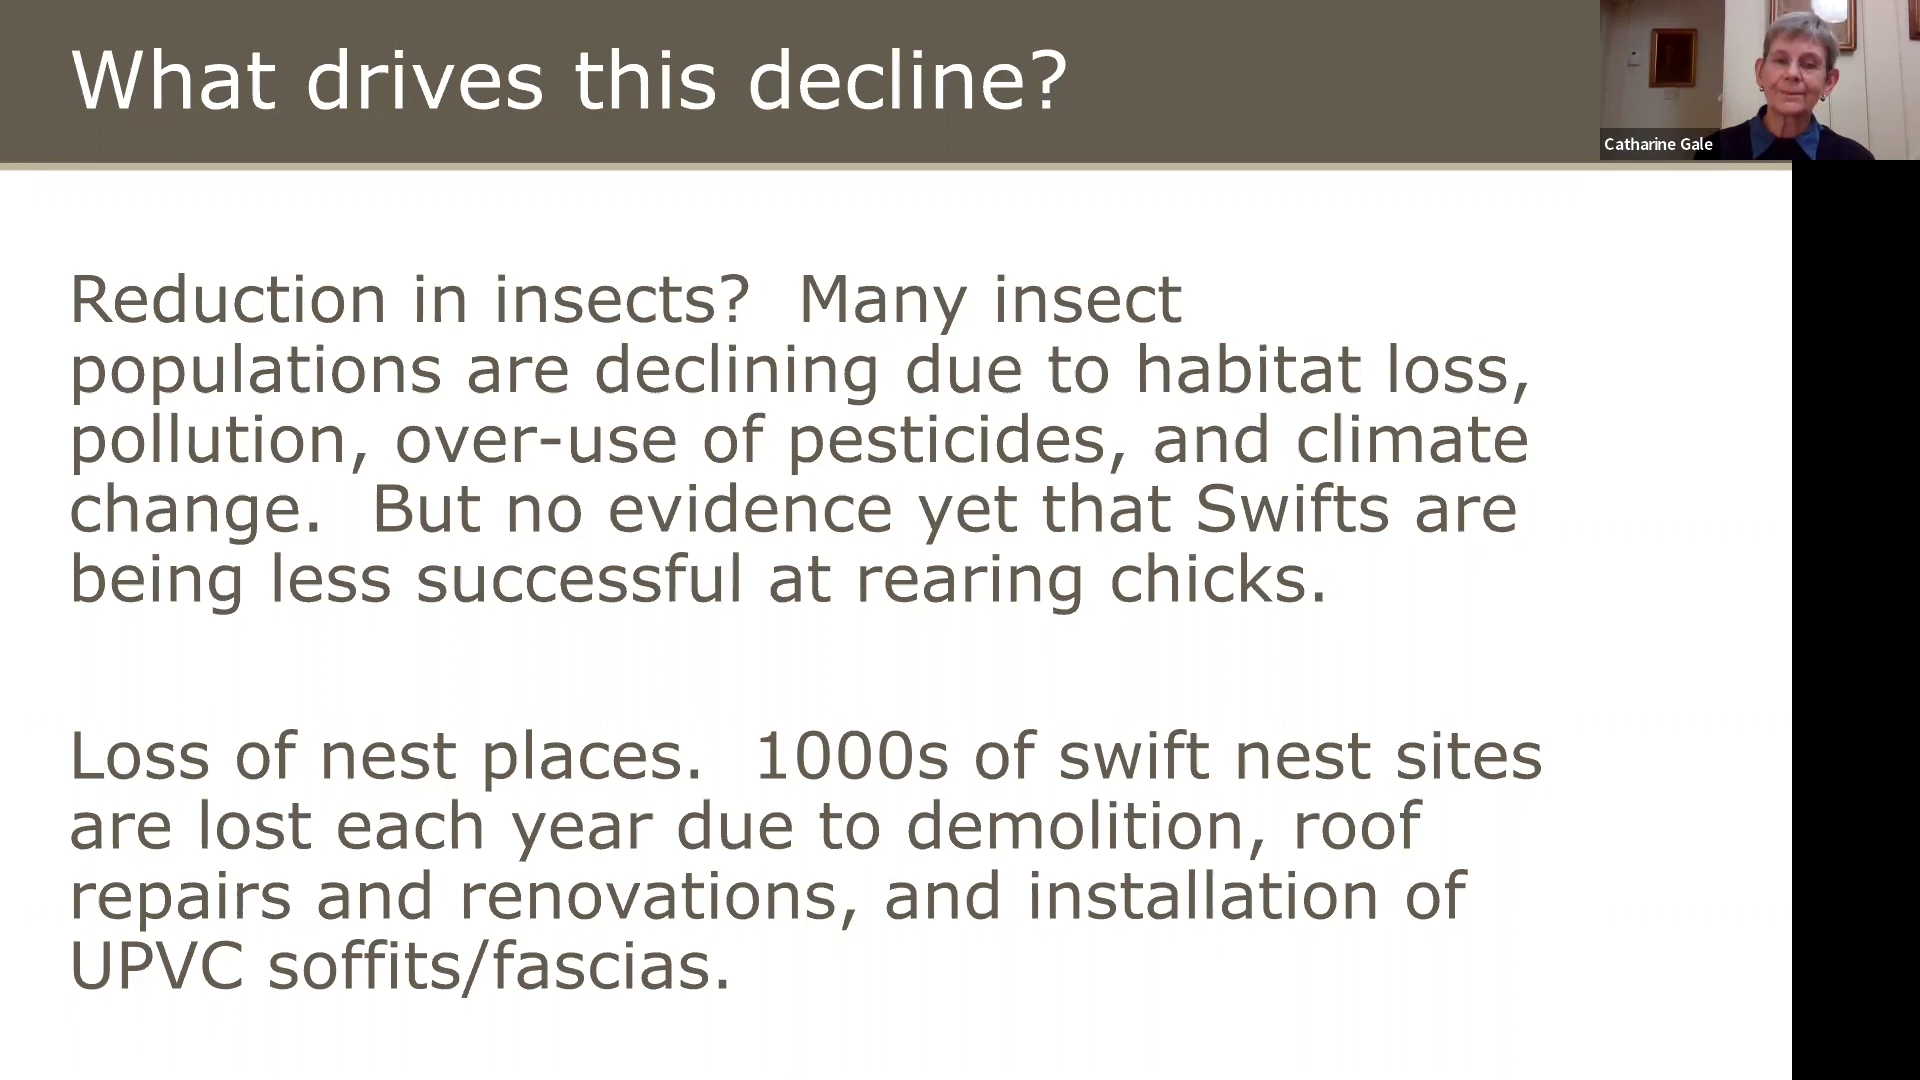 What drives this decline?
Catharine Gale
Reduction in insects?  Many insect
populations are declining due to habitat loss,
pollution, over-use of pesticides, and climate
change.  But no evidence yet that Swifts are
being less successful at rearing chicks.
Loss of nest places.  1000s of swift nest sites
are lost each year due to demolition, roof
repairs and renovations, and installation of
UPVC soffits/fascias.